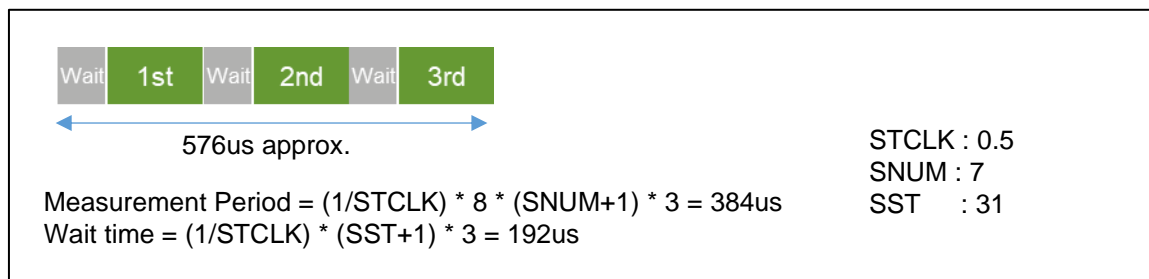 Wait 1st Wait 2nd Wait 3rd
576us approx.
STCLK : 0.5
SNUM : 7
SST : 31
Measurement Period = (1/STCLK) * 8 * (SNUM+1) * 3 = 384us
Wait time = (1/STCLK) * (SST+1) * 3 = 192us